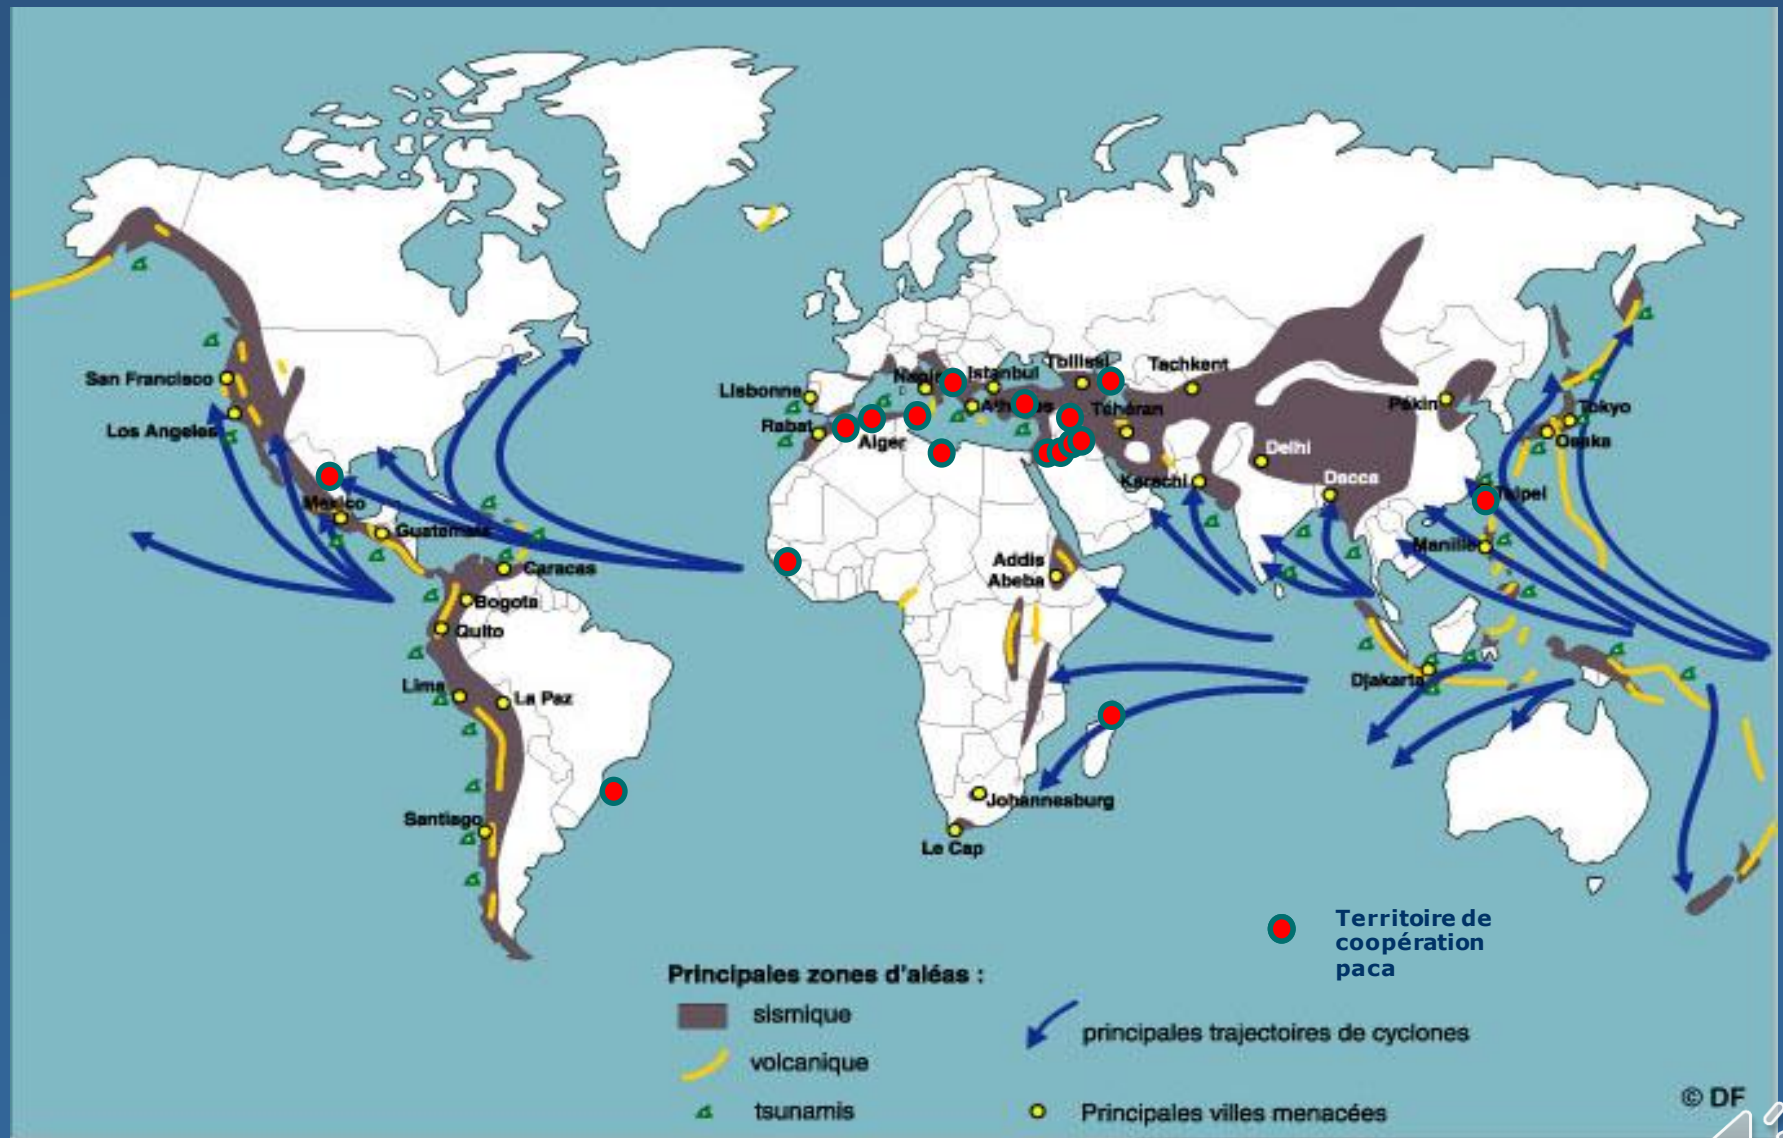 San Francisco
Los Angeles
Mexico
Guatemala
Caracas
Bogota
Quito
Lima
La Paz
Santiago
Lisbonne
Rabat
Alger
Istanbul
Tbilissi
Tachkent
Téhéran
Karachi
Delhi
Dacca
Pékin
Tokyo
Osaka
Taipei
Manille
Djakarta
Addis
Abeba
Johannesburg
Le Cap
Territoire de
coopération
paca
Principales zones d'aléas :
sismique
volcanique
tsunamis
principales trajectoires de cyclones
Principales villes menacées
© DF